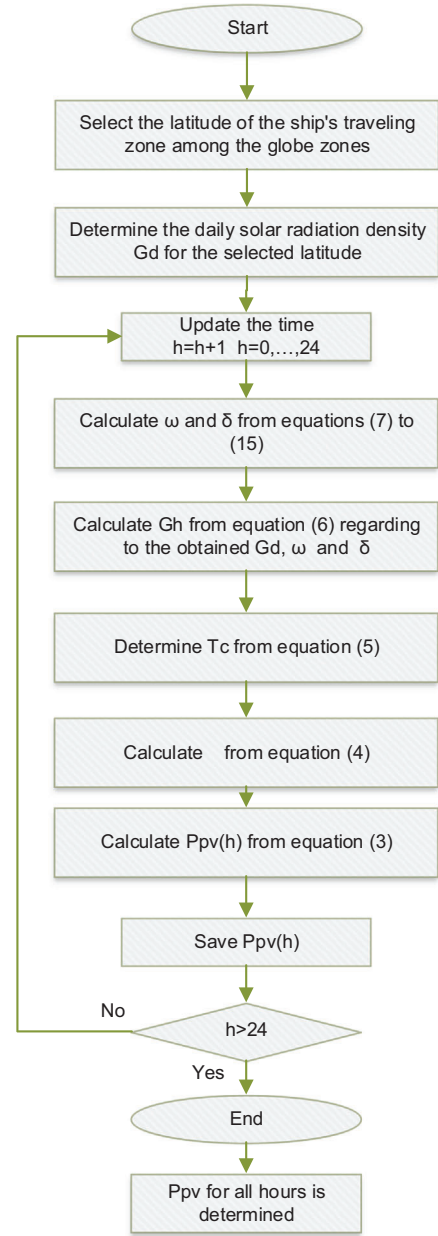 Start
Select the latitude of the ship's traveling
zone among the globe zones
Determine the daily solar radiation density
Gd for the selected latitude
Update the time
h=h+1 h=0,…,24
Calculate ω and δ from equations (7) to
(15)
Calculate Gh from equation (6) regarding
to the obtained Gd, ω and δ
Determine Tc from equation (5)
Calculate from equation (4)
Calculate Ppv(h) from equation (3)
Save Ppv(h)
No
h>24
Yes
End
Ppv for all hours is
determined